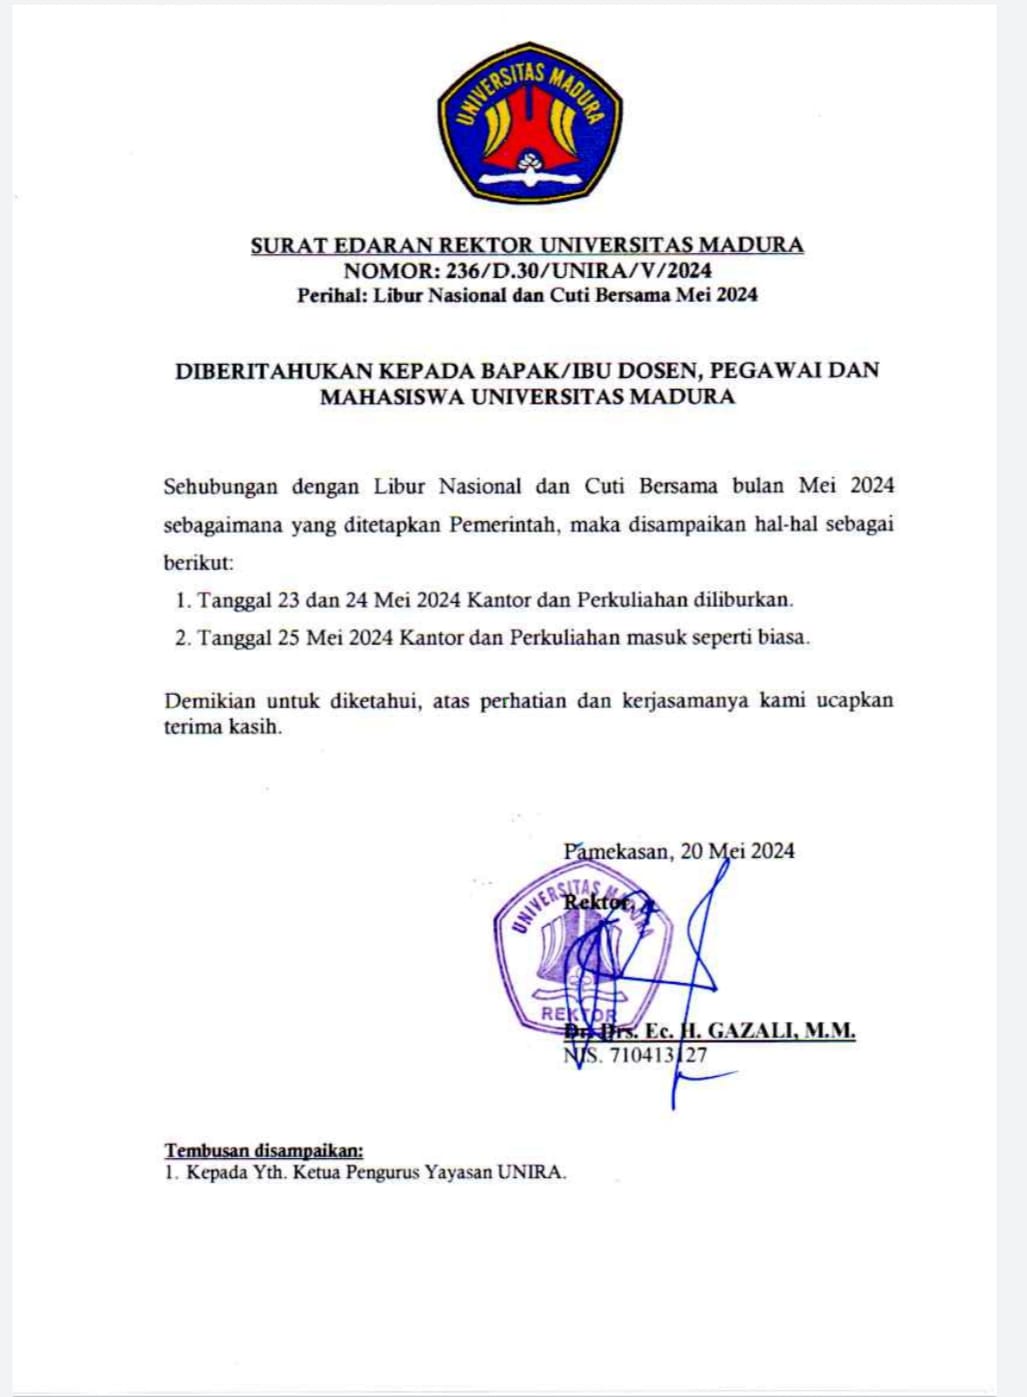 UNIVERSITAS MADURA
SURAT EDARAN REKTOR UNIVERSITAS MADURA
NOMOR: 236/D.30/UNIRA/V/2024
Perihal: Libur Nasional dan Cuti Bersama Mei 2024
DIBERITAHUKAN KEPADA BAPAK/IBU DOSEN, PEGAWAI DAN
MAHASISWA UNIVERSITAS MADURA
Sehubungan dengan Libur Nasional dan Cuti Bersama bulan Mei 2024
sebagaimana yang ditetapkan Pemerintah, maka disampaikan hal-hal sebagai
berikut:
1. Tanggal 23 dan 24 Mei 2024 Kantor dan Perkuliahan diliburkan.
2. Tanggal 25 Mei 2024 Kantor dan Perkuliahan masuk seperti biasa.
Demikian untuk diketahui, atas perhatian dan kerjasamanya kami ucapkan
terima kasih.
Pamekasan, 20 Mei 2024
Rektor,
UNIVERSITAS MADURA
REKTOR
Dr. Drs. Ec. H. GAZALI, M.M.
NIS. 710413127
Tembusan disampaikan:
1. Kepada Yth. Ketua Pengurus Yayasan UNIRA.